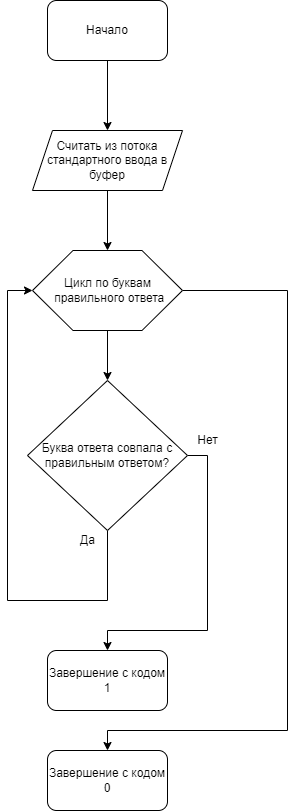 Начало
Считать из потока
стандартного ввода в
буфер
Цикл по буквам
правильного ответа
Буква ответа совпала с
правильным ответом?
Нет
Да
Завершение с кодом
1
Завершение с кодом
0